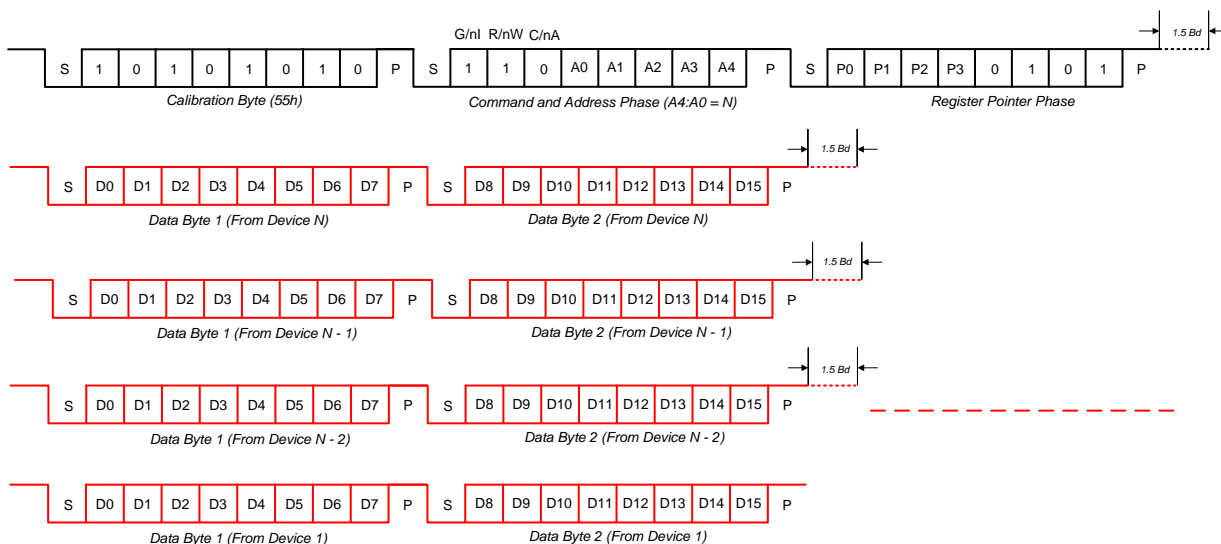 G/nI R/nW C/nA
1.5 Bd
S 1 0 1 0 1 0 1 0 P S 1 1 0 A0 A1 A2 A3 A4 P S P0 P1 P2 P3 0 1 0 1 P
Calibration Byte (55h) Command and Address Phase (A4:A0 = N) Register Pointer Phase
1.5 Bd
S D0 D1 D2 D3 D4 D5 D6 D7 P S D8 D9 D10 D11 D12 D13 D14 D15 P
Data Byte 1 (From Device N) Data Byte 2 (From Device N)
1.5 Bd
S D0 D1 D2 D3 D4 D5 D6 D7 P S D8 D9 D10 D11 D12 D13 D14 D15 P
Data Byte 1 (From Device N - 1) Data Byte 2 (From Device N - 1)
1.5 Bd
S D0 D1 D2 D3 D4 D5 D6 D7 P S D8 D9 D10 D11 D12 D13 D14 D15 P
Data Byte 1 (From Device N - 2) Data Byte 2 (From Device N - 2)
S D0 D1 D2 D3 D4 D5 D6 D7 P S D8 D9 D10 D11 D12 D13 D14 D15 P
Data Byte 1 (From Device 1) Data Byte 2 (From Device 1)